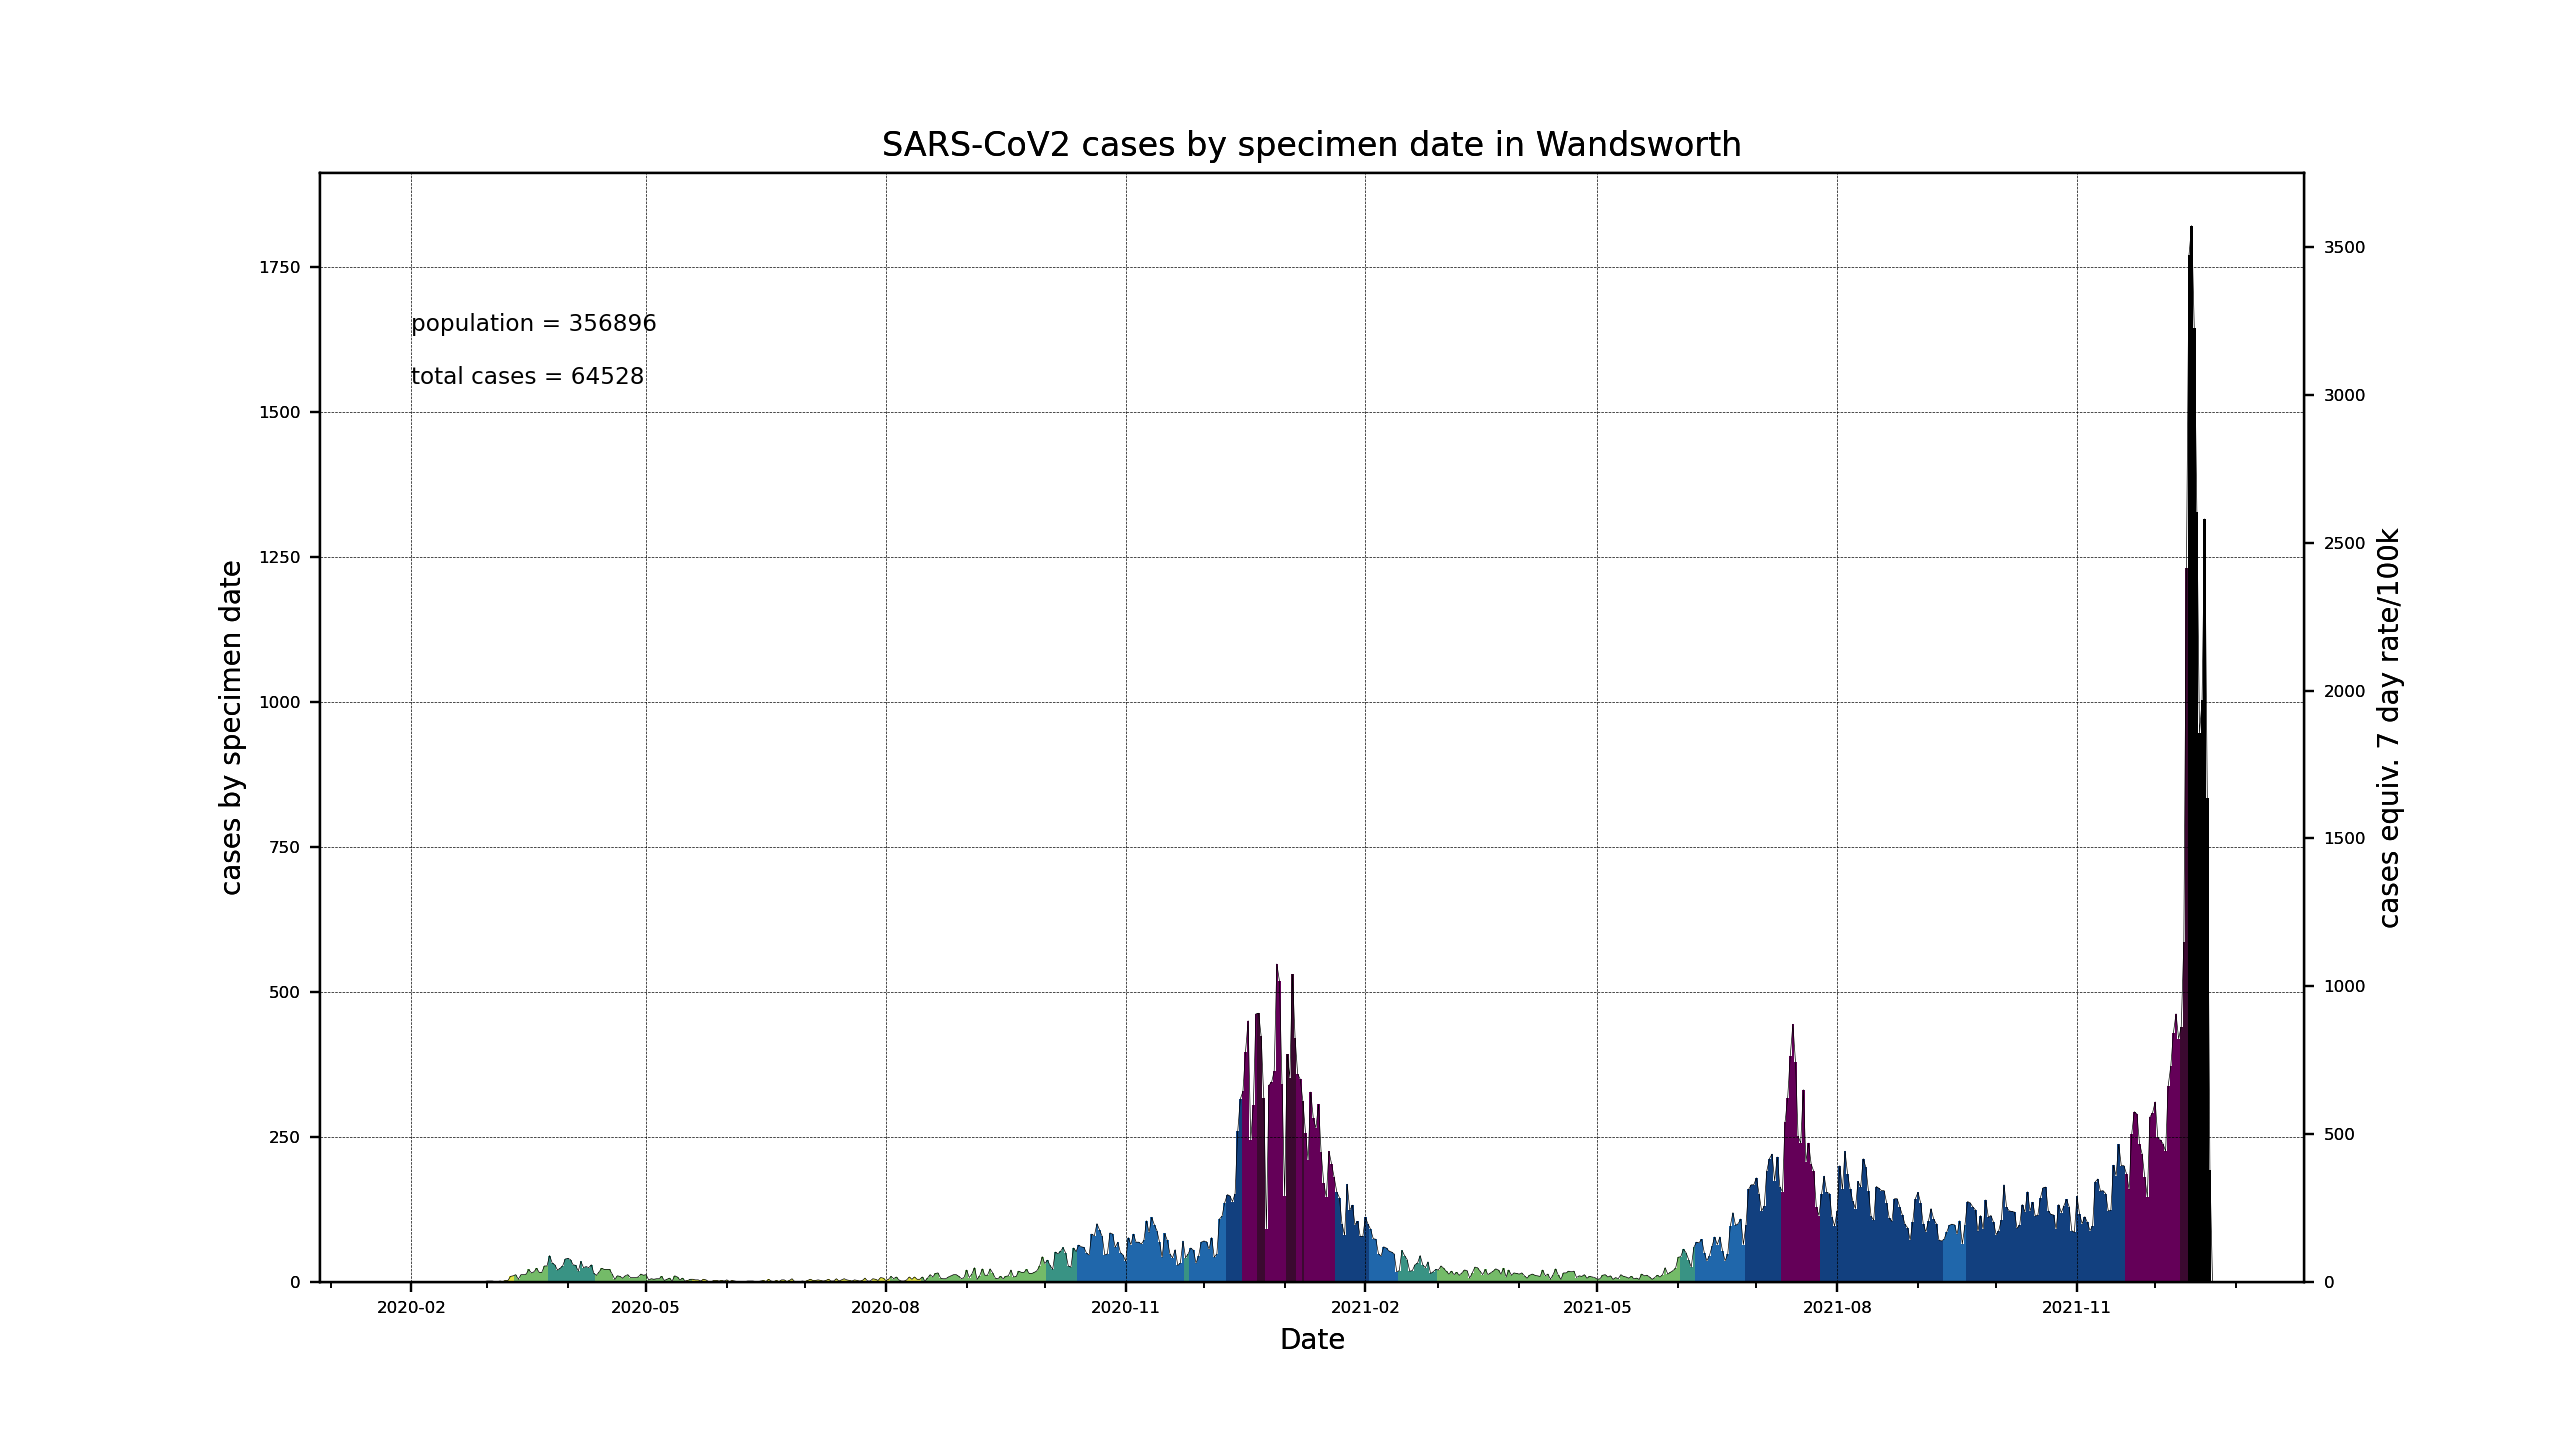 SARS-CoV2 cases by specimen date in Wandsworth
population = 356896
total cases = 64528
cases by specimen date
1750
1500
1250
1000
750
500
250
0
3500
3000
2500
2000
1500
1000
500
0
cases equiv. 7 day rate/100k
2020-02 2020-05 2020-08 2020-11 2021-02 2021-05 2021-08 2021-11
Date